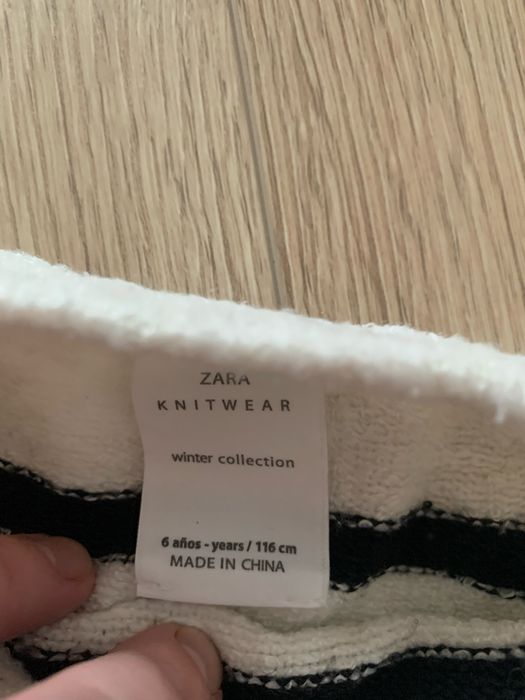 ZARA
KNITWEAR
winter collection
6 años - years / 116 cm
MADE IN CHINA